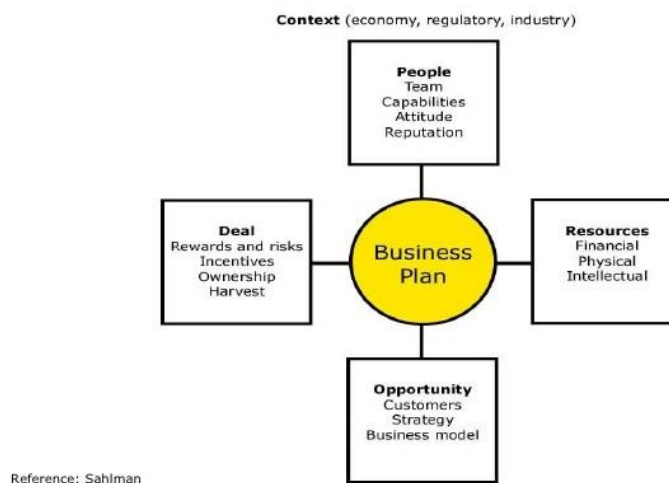 Context (economy, regulatory, industry)
People
Team
Capabilities
Attitude
Reputation
Deal
Rewards and risks
Incentives
Ownership
Harvest
Business
Plan
Resources
Financial
Physical
Intellectual
Opportunity
Customers
Strategy
Business model
Reference: Sahlman